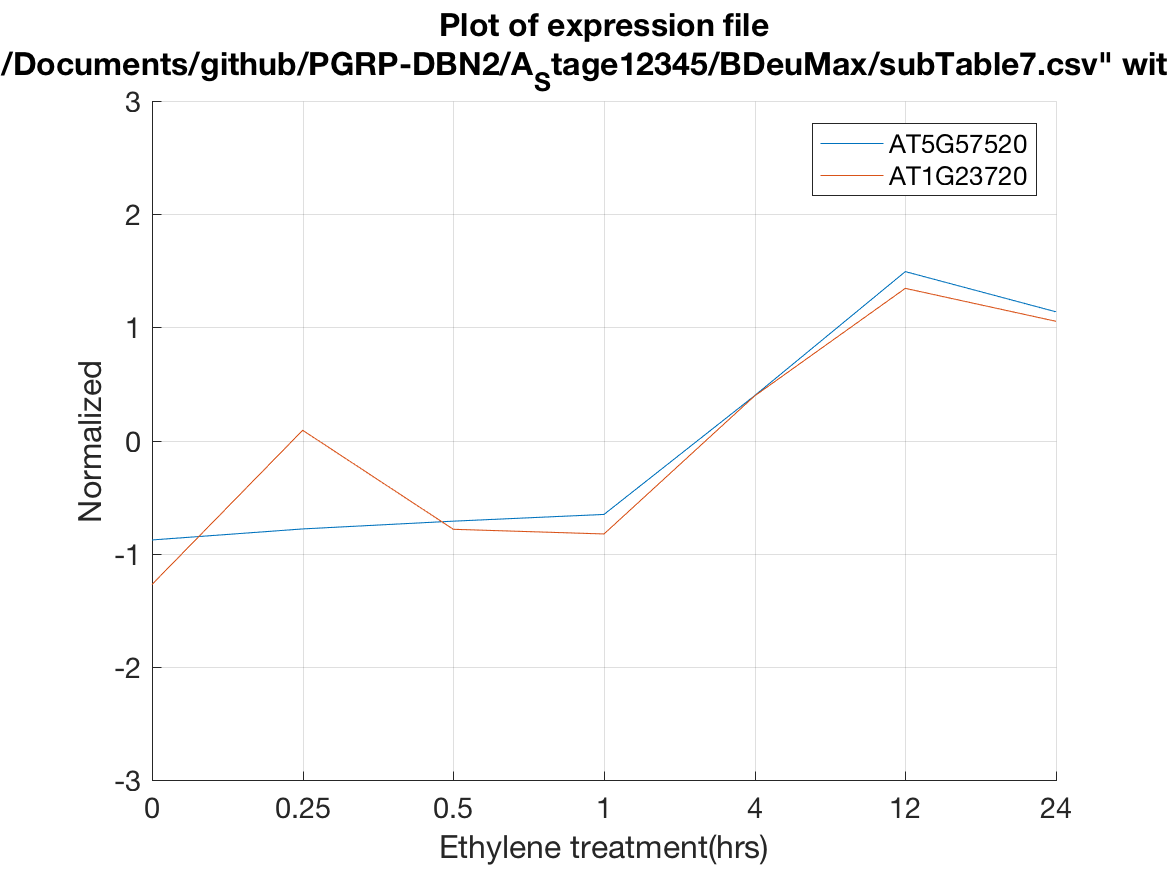 Plot of expression file
/Documents/github/PGRP-DBN2/AStage12345/BDeuMax/subTable7.csv" wit
3
2
1
0
-1
-2
-3
Normalized
AT5G57520
AT1G23720
0 0.25 0.5 1 4 12 24
Ethylene treatment(hrs)